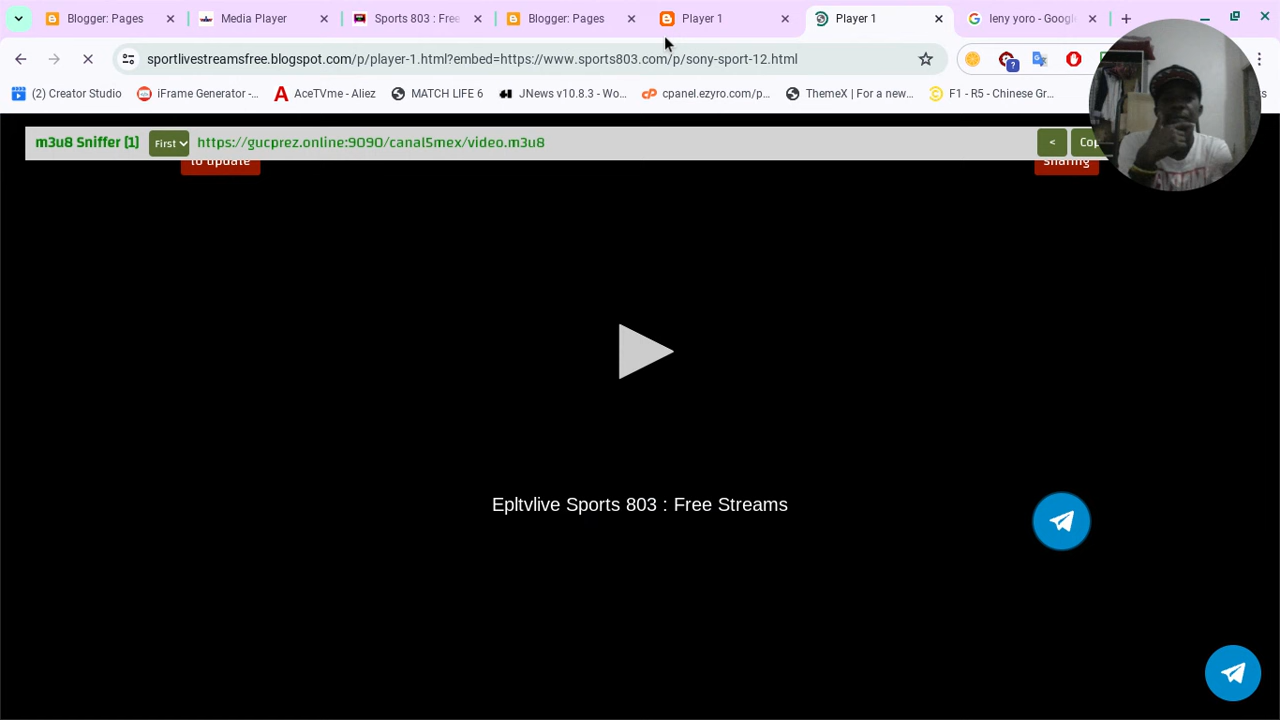 Blogger: Pages
Media Player
Sports 803 : Free
Blogger: Pages
Player 1
Player 1
leny yoro - Google
sportlivestreamsfree.blogspot.com/p/player-1.html?embed=https://www.sports803.com/p/sony-sport-12.html
(2) Creator Studio
iFrame Generator -...
AceTVme - Aliez
MATCH LIFE 6
JNews v10.8.3 - Wo...
cpanel.ezyro.com/p...
ThemeX | For a new...
F1 - R5 - Chinese Gr...
m3u8 Sniffer [1]
First
https://gucprez.online:9090/canal5mex/video.m3u8
<
Cop
To update
sharing
Epltvlive Sports 803 : Free Streams